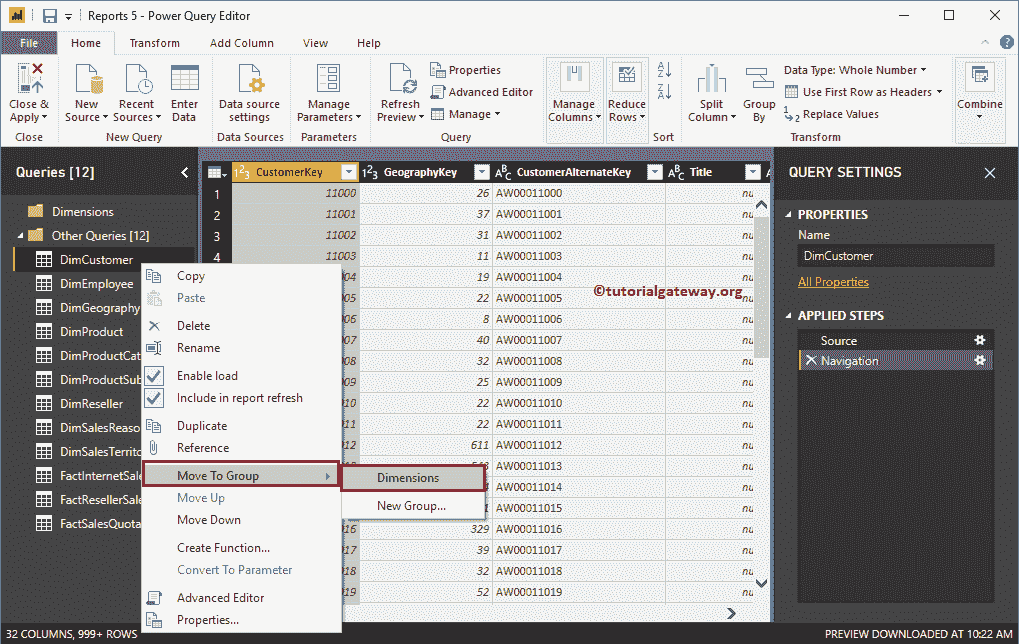 Reports 5 - Power Query Editor
File Home Transform Add Column View Help
Close & Apply
New Source
Recent Sources
Enter Data
Data source settings
Manage Parameters
Refresh Preview
Properties
Advanced Editor
Manage
Manage Columns
Reduce Rows
Split Column
Group By
Data Type: Whole Number
Use First Row as Headers
Replace Values
Combine
Close New Query Data Sources Parameters Query Sort Transform
Queries [12]
Dimensions
Other Queries [12]
DimCustomer
DimEmployee
DimGeography
DimProduct
DimProductCat
DimProductSub
DimReseller
DimSalesReaso
DimSalesTerrito
FactInternetSale
FactResellerSale
FactSalesQuota
Copy
Paste
Delete
Rename
Enable load
Include in report refresh
Duplicate
Reference
Move To Group
Move Up
Move Down
Create Function...
Convert To Parameter
Advanced Editor
Properties...
Dimensions
New Group...
1²3 CustomerKey 1²3 GeographyKey ABC CustomerAlternateKey ABC Title
1 11000 26 AW00011000 nu
2 11001 37 AW00011001 nu
3 11002 31 AW00011002 nu
4 11003 11 AW00011003 nu
04 19 AW00011004 nu
05 22 AW00011005 nu
06 8 AW00011006 nu
07 40 AW00011007 nu
08 32 AW00011008 nu
09 25 AW00011009 nu
10 22 AW00011010 nu
11 22 AW00011011 nu
12 611 AW00011012 nu
AW00011013 nu
4 AW00011014 nu
1 AW00011015 nu
16 329 AW00011016 nu
17 39 AW00011017 nu
18 32 AW00011018 nu
19 52 AW00011019 nu
©tutorialgateway.org
QUERY SETTINGS
PROPERTIES
Name
DimCustomer
All Properties
APPLIED STEPS
Source
Navigation
32 COLUMNS, 999+ ROWS
PREVIEW DOWNLOADED AT 10:22 AM